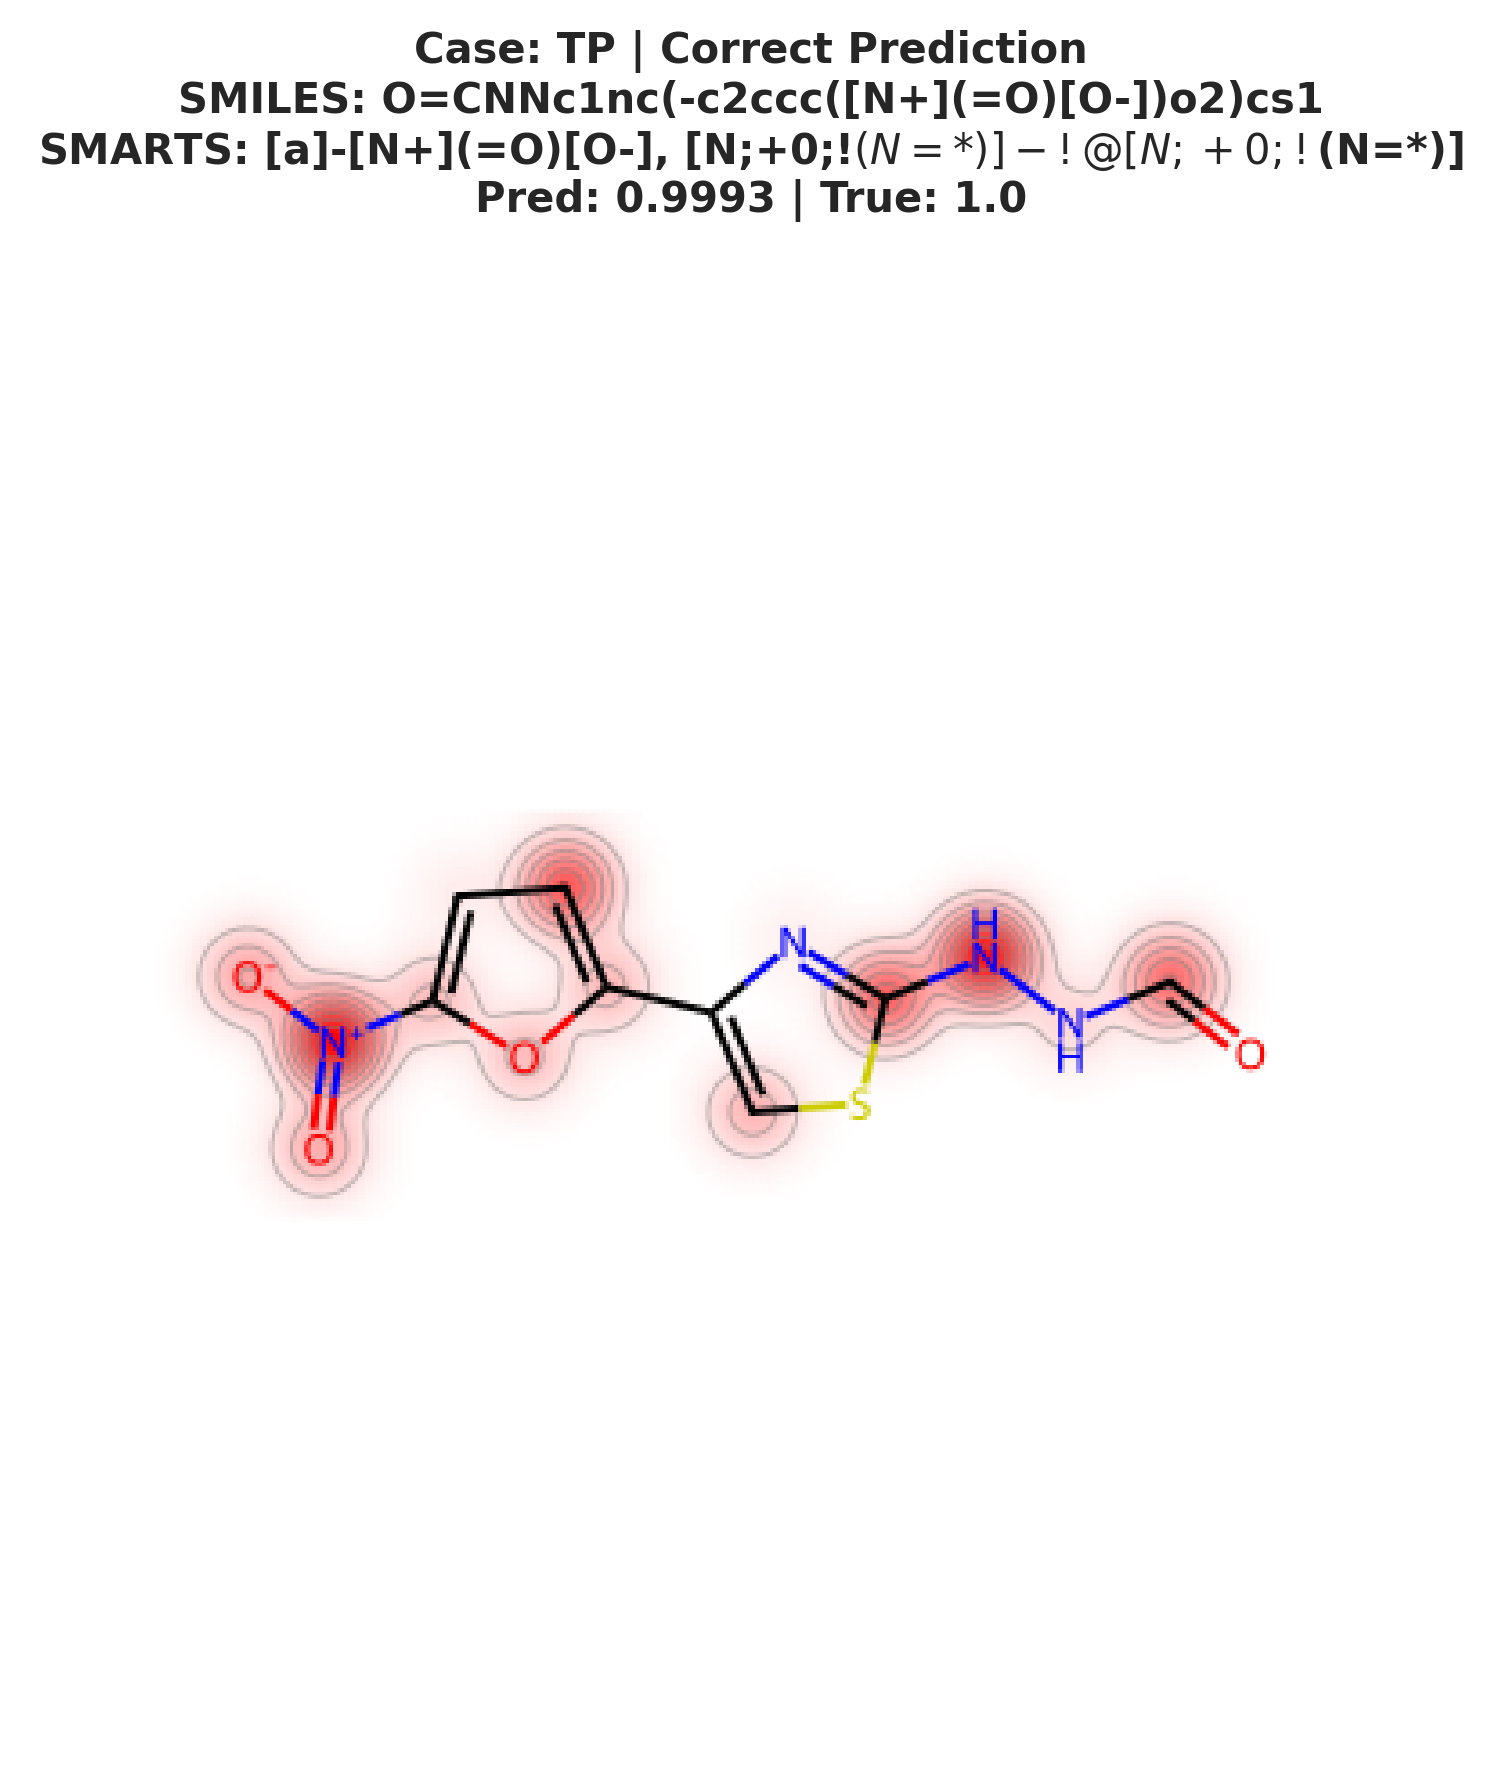 Case: TP | Correct Prediction
SMILES: O=CNNc1nc(-c2ccc([N+](=O)[O-])o2)cs1
SMARTS: [a]-[N+](=O)[O-], [N;+0;!(N = *)] − ! @[N; + 0; ! (N=*)]
Pred: 0.9993 | True: 1.0
H
N
N
O⁻
N⁺
O
N
H
O
O
S